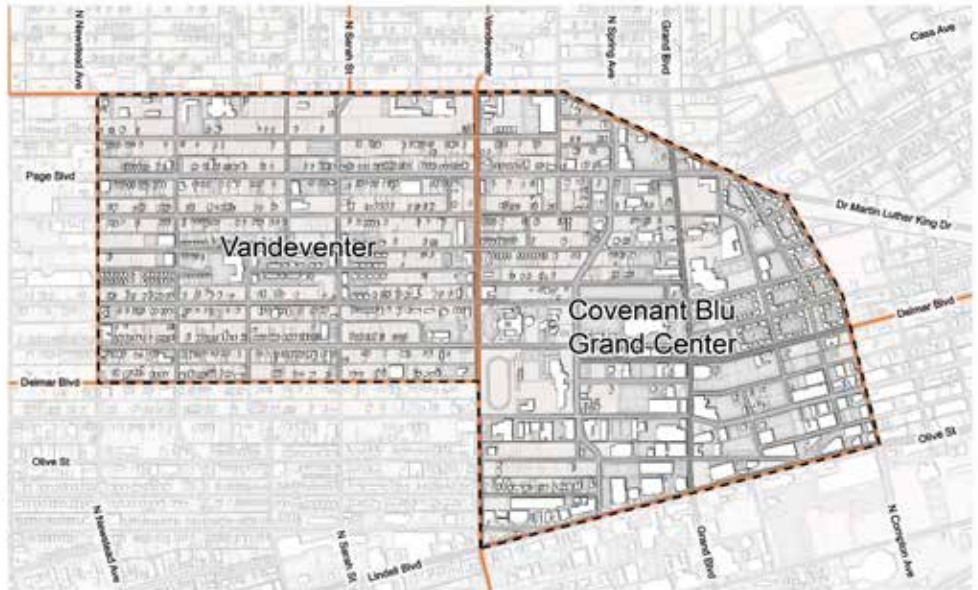 N Newstead Ave
N Sarah St
Vandeventer
N Spring Ave
Grand Blvd
Cass Ave
Page Blvd
Dr Martin Luther King Dr
Vandeventer
Covenant Blu
Grand Center
Delmar Blvd
Delmar Blvd
Olive St
Olive St
N Newstead Ave
N Sarah St
Lindell Blvd
Grand Blvd
N Compton Ave